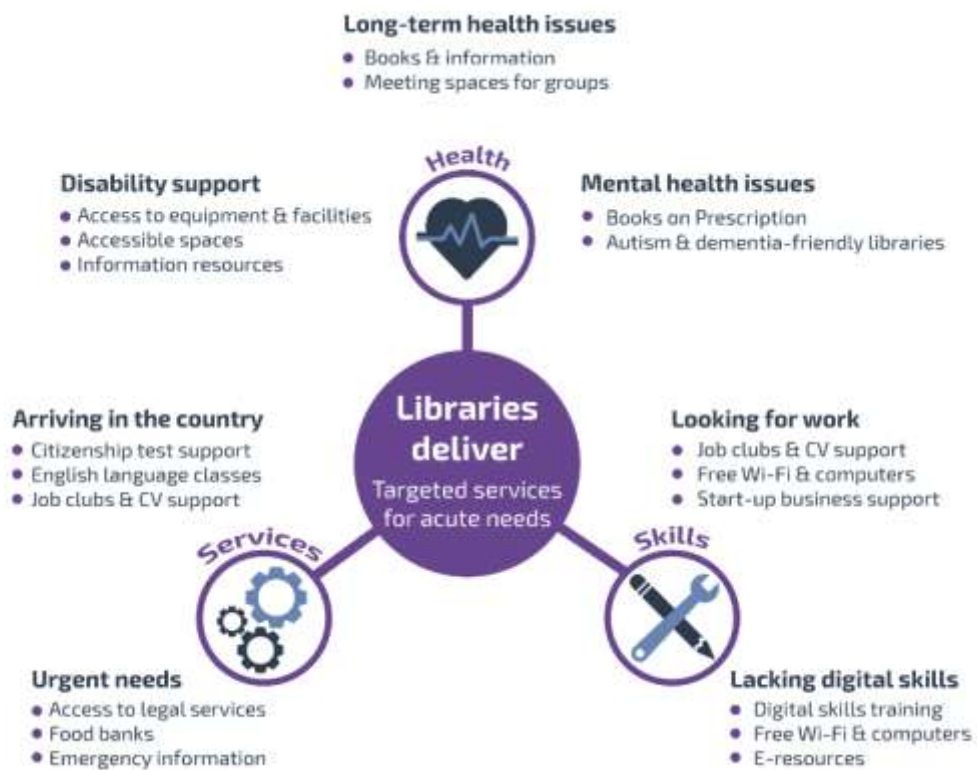 Long-term health issues
• Books & information
• Meeting spaces for groups
Health
Disability support
• Access to equipment & facilities
• Accessible spaces
• Information resources
Mental health issues
• Books on Prescription
• Autism & dementia-friendly libraries
Libraries
deliver
Targeted services
for acute needs
Arriving in the country
• Citizenship test support
• English language classes
• Job clubs & CV support
Services
Urgent needs
• Access to legal services
• Food banks
• Emergency information
Looking for work
• Job clubs & CV support
• Free Wi-Fi & computers
• Start-up business support
Skills
Lacking digital skills
• Digital skills training
• Free Wi-Fi & computers
• E-resources